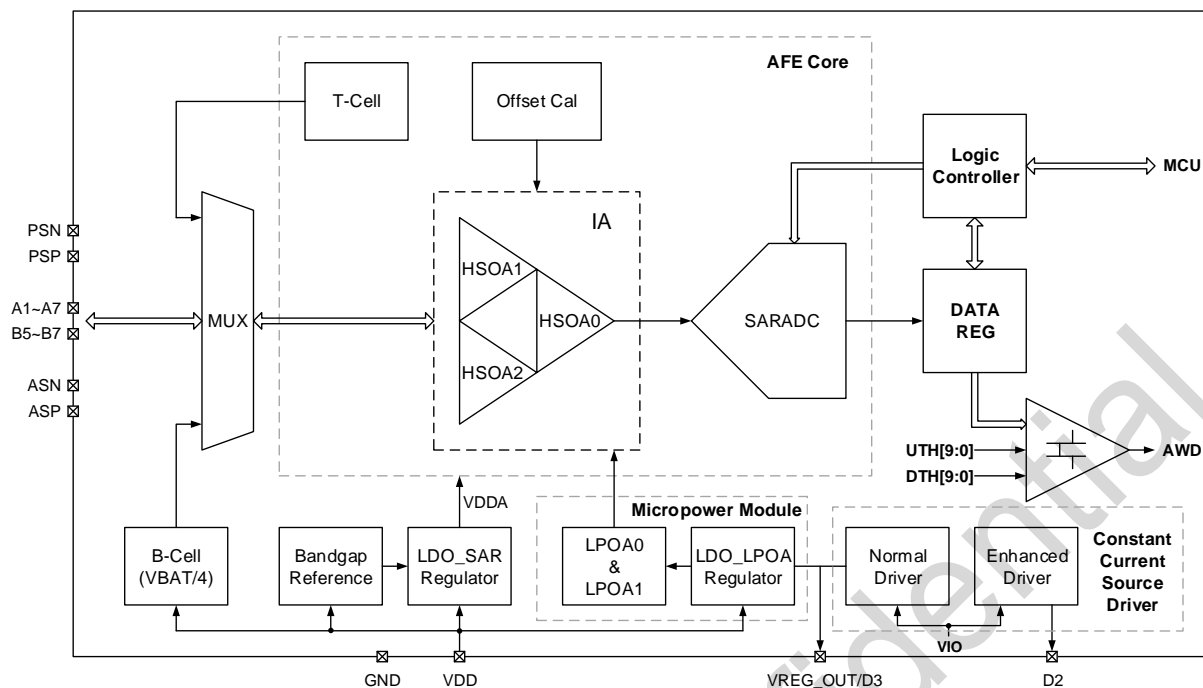 AFE Core
T-Cell
Offset Cal
Logic
Controller
MCU
PSN
PSP
IA
A1~A7
B5~B7
MUX
HSOA1
HSOA0
HSOA2
SARADC
DATA
REG
ASN
ASP
UTH[9:0]
DTH[9:0]
AWD
VDDA
Micropower Module
B-Cell
(VBAT/4)
Bandgap
Reference
LDO_SAR
Regulator
LPOA0
&
LPOA1
LDO_LPOA
Regulator
Normal
Driver
Enhanced
Driver
Constant
Current
Source
Driver
VIO
GND
VDD
VREG_OUT/D3
D2